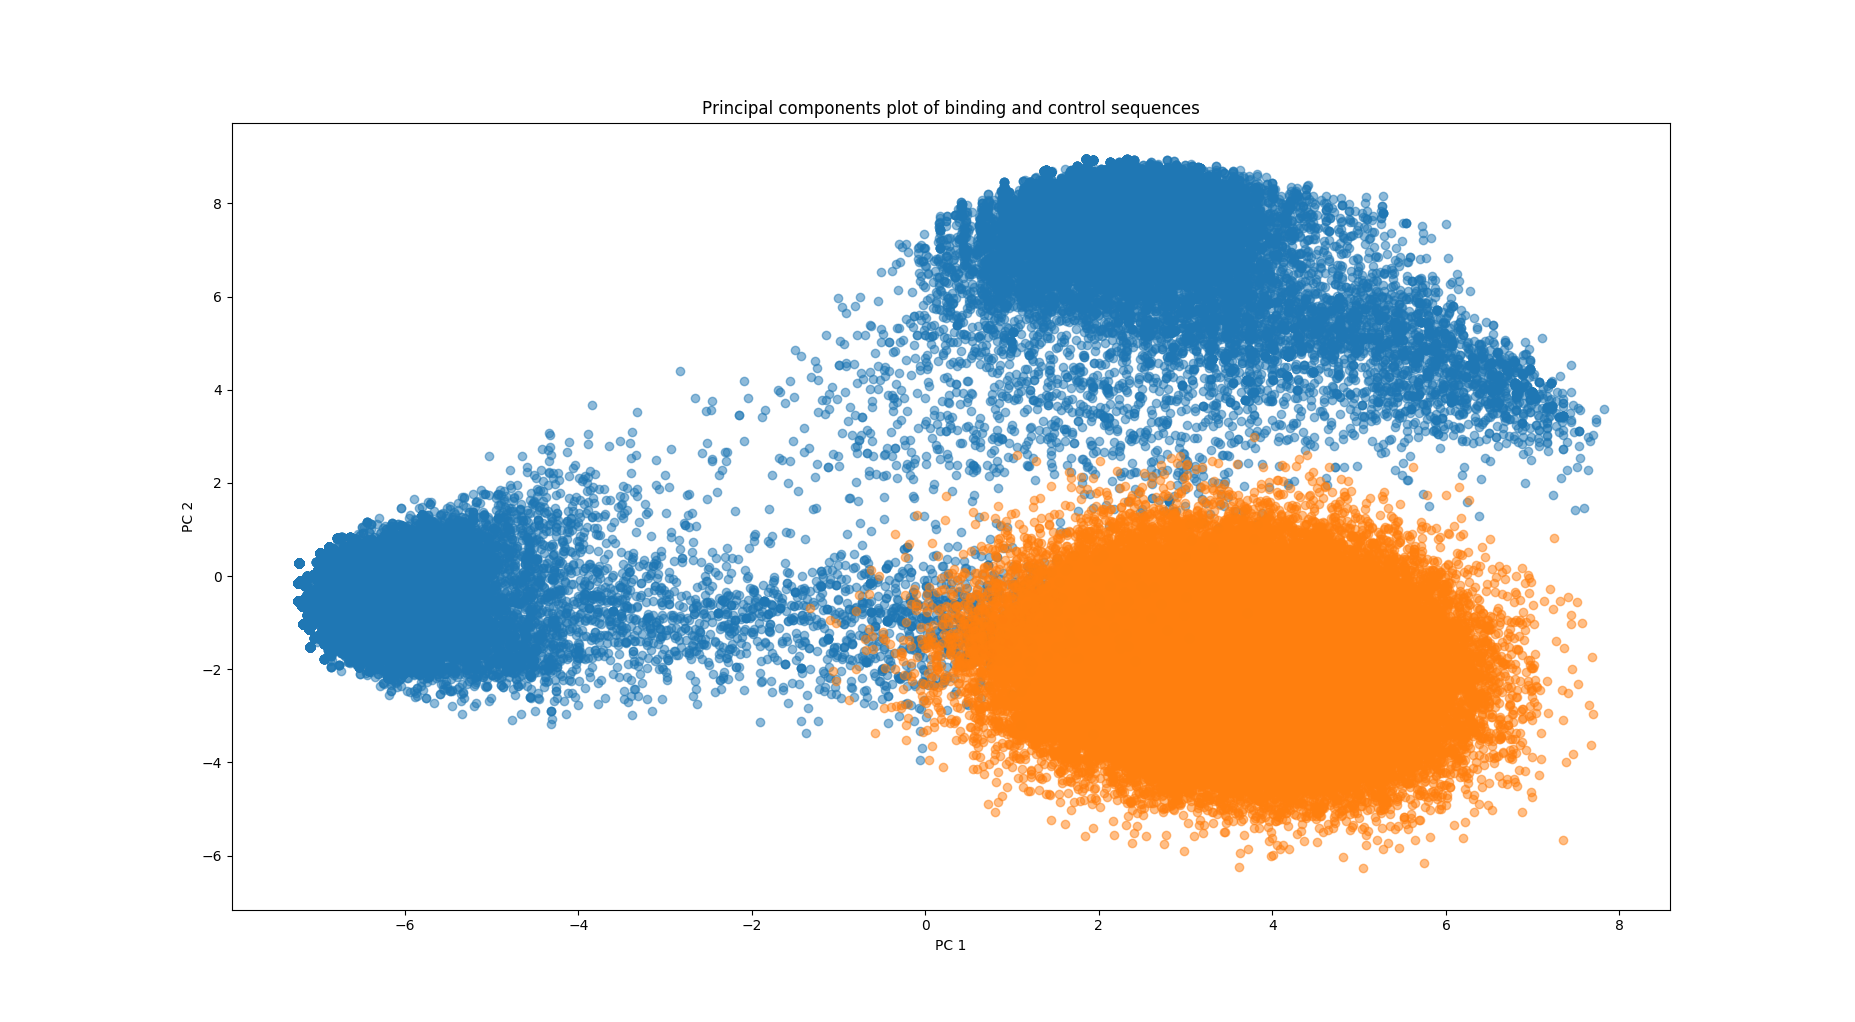 Principal components plot of binding and control sequences
8
6
4
2
0
−2
−4
−6
PC 2
−6 −4 −2 0 2 4 6 8
PC 1